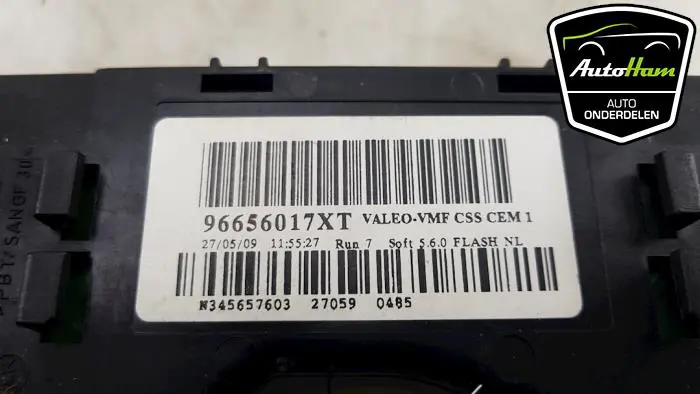 AutoHam
AUTO
ONDERDELEN
96656017XT VALEO-VMF CSS CEM 1
27/05/09 11:55:27 Run 7 Soft 5.6.0 FLASH NL
N345657603 27059 0485